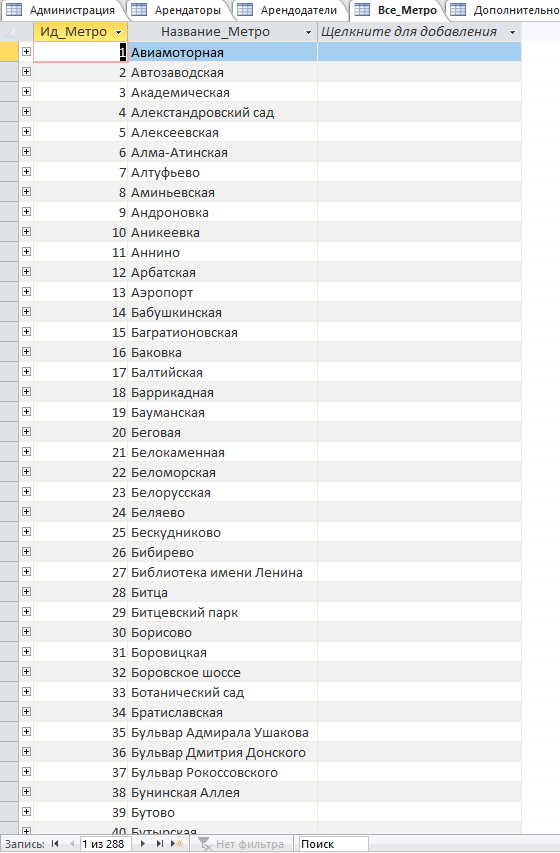 Администрация Арендаторы Арендодатели Все_Метро Дополнительно
Ид_Метро Название_Метро Щелкните для добавления
1 Авиамоторная
2 Автозаводская
3 Академическая
4 Алекстандровский сад
5 Алексеевская
6 Алма-Атинская
7 Алтуфьево
8 Аминьевская
9 Андроновка
10 Аникеевка
11 Аннино
12 Арбатская
13 Аэропорт
14 Бабушкинская
15 Багратионовская
16 Баковка
17 Балтийская
18 Баррикадная
19 Бауманская
20 Беговая
21 Белокаменная
22 Беломорская
23 Белорусская
24 Беляево
25 Бескудниково
26 Бибирево
27 Библиотека имени Ленина
28 Битца
29 Битцевский парк
30 Борисово
31 Боровицкая
32 Боровское шоссе
33 Ботанический сад
34 Братиславская
35 Бульвар Адмирала Ушакова
36 Бульвар Дмитрия Донского
37 Бульвар Рокоссовского
38 Бунинская Аллея
39 Бутово
40 Бутырская
Запись: 1 из 288 Нет фильтра Поиск